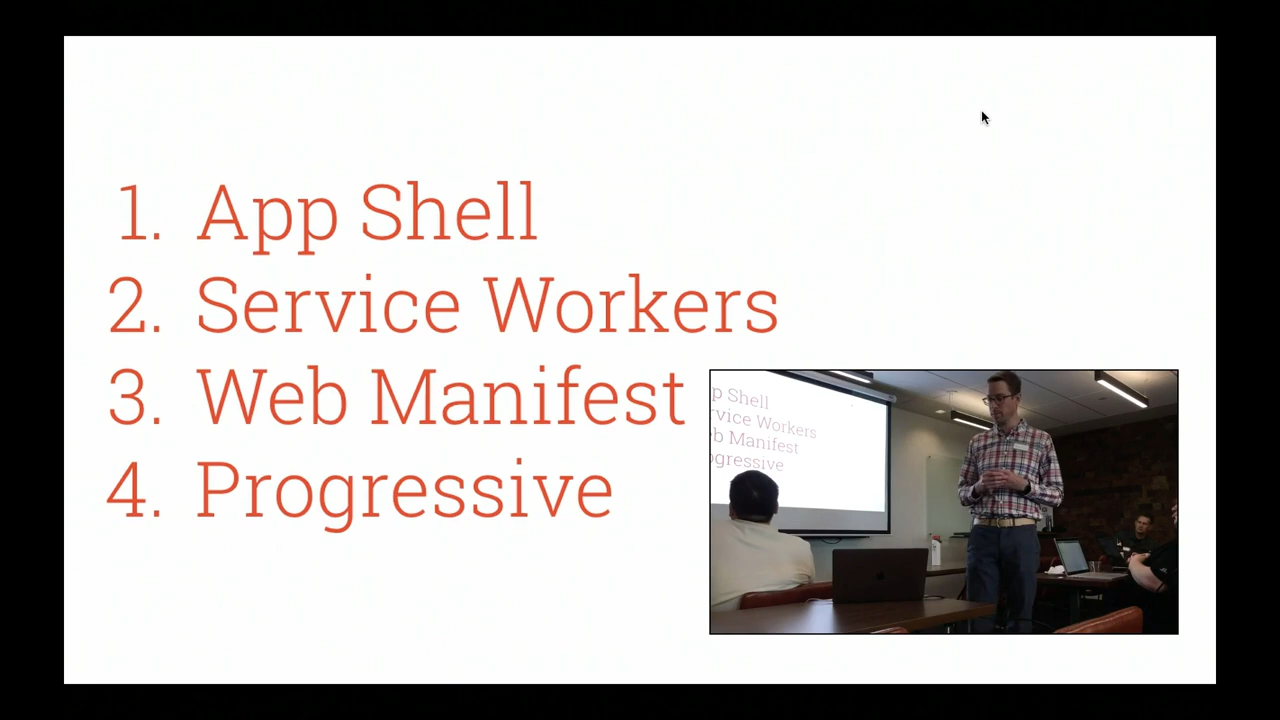 1. App Shell
2. Service Workers
3. Web Manifest
4. Progressive
p Shell
rvice Workers
b Manifest
ogressive